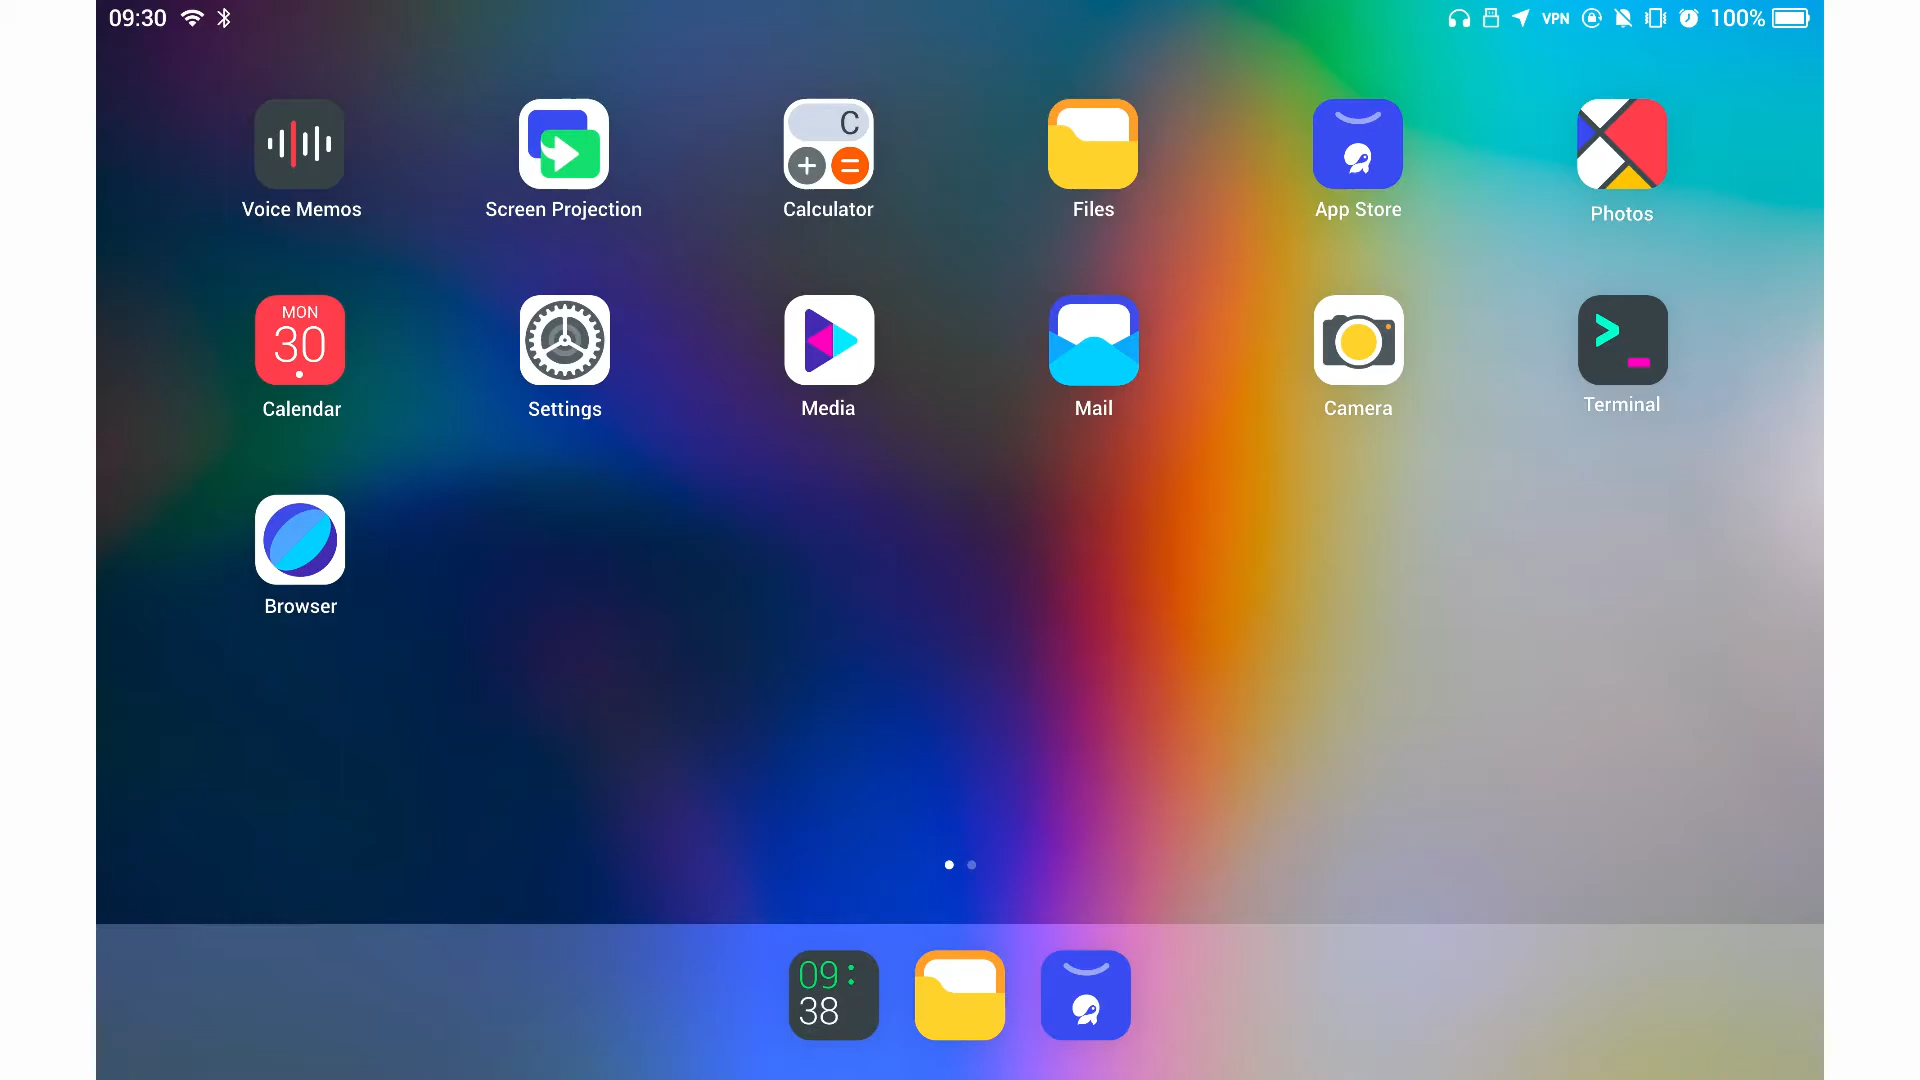 09:30 VPN 100%
C
Voice Memos Screen Projection Calculator Files App Store Photos
MON
30
Calendar Settings Media Mail Camera Terminal
Browser
09:
38